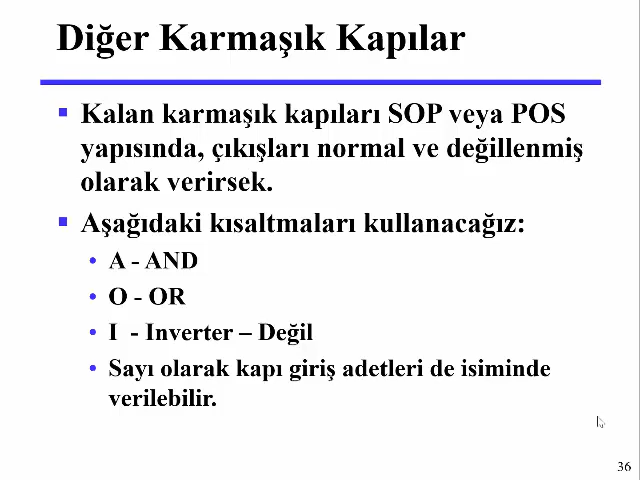 Diğer Karmaşık Kapılar
Kalan karmaşık kapıları SOP veya POS
yapısında, çıkışları normal ve değillenmiş
olarak verirsek.
Aşağıdaki kısaltmaları kullanacağız:
A - AND
O - OR
I - Inverter – Değil
Sayı olarak kapı giriş adetleri de isiminde
verilebilir.
36